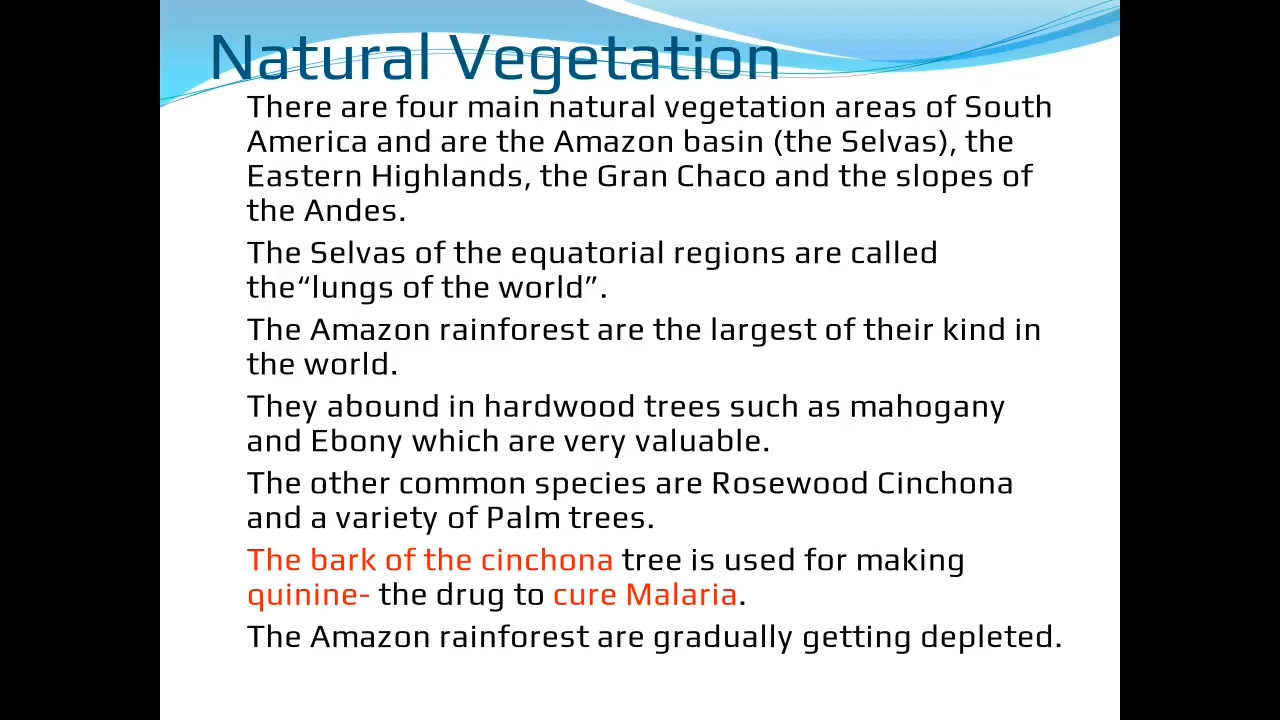 Natural Vegetation
There are four main natural vegetation areas of South
America and are the Amazon basin (the Selvas), the
Eastern Highlands, the Gran Chaco and the slopes of
the Andes.
The Selvas of the equatorial regions are called
the“lungs of the world”.
The Amazon rainforest are the largest of their kind in
the world.
They abound in hardwood trees such as mahogany
and Ebony which are very valuable.
The other common species are Rosewood Cinchona
and a variety of Palm trees.
The bark of the cinchona tree is used for making
quinine- the drug to cure Malaria.
The Amazon rainforest are gradually getting depleted.